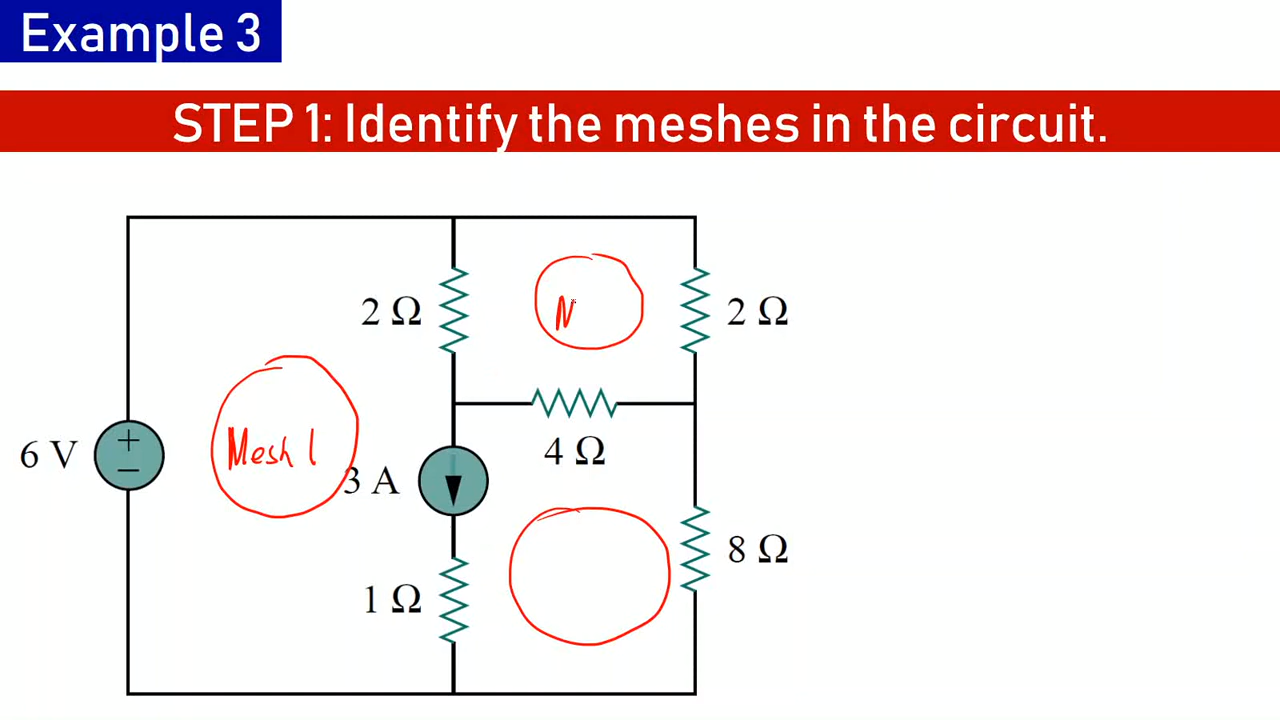 Example 3
STEP 1: Identify the meshes in the circuit.
2 Ω
2 Ω
4 Ω
6 V
+
−
Mesh 1
3 A
8 Ω
1 Ω